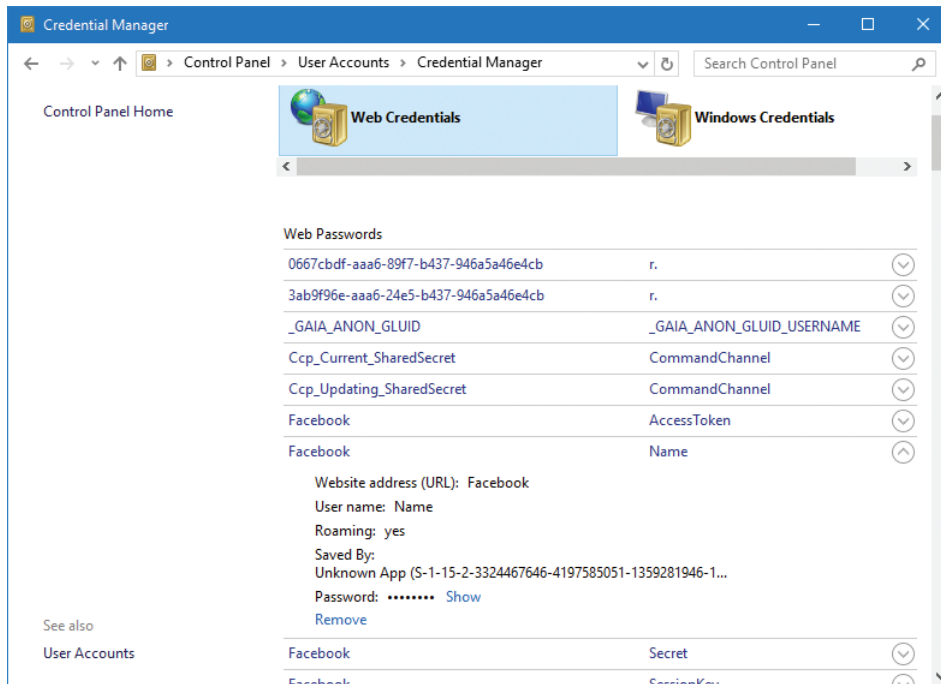 Credential Manager
Control Panel > User Accounts > Credential Manager
Search Control Panel
Control Panel Home
Web Credentials
Windows Credentials
Web Passwords
0667cbdf-aaa6-89f7-b437-946a5a46e4cb r.
3ab9f96e-aaa6-24e5-b437-946a5a46e4cb r.
_GAIA_ANON_GLUID _GAIA_ANON_GLUID_USERNAME
Ccp_Current_SharedSecret CommandChannel
Ccp_Updating_SharedSecret CommandChannel
Facebook AccessToken
Facebook Name
Website address (URL): Facebook
User name: Name
Roaming: yes
Saved By:
Unknown App (S-1-15-2-3324467646-4197585051-1359281946-1...
Password: •••••••• Show
Remove
See also
User Accounts
Facebook Secret
Facebook SessionKey